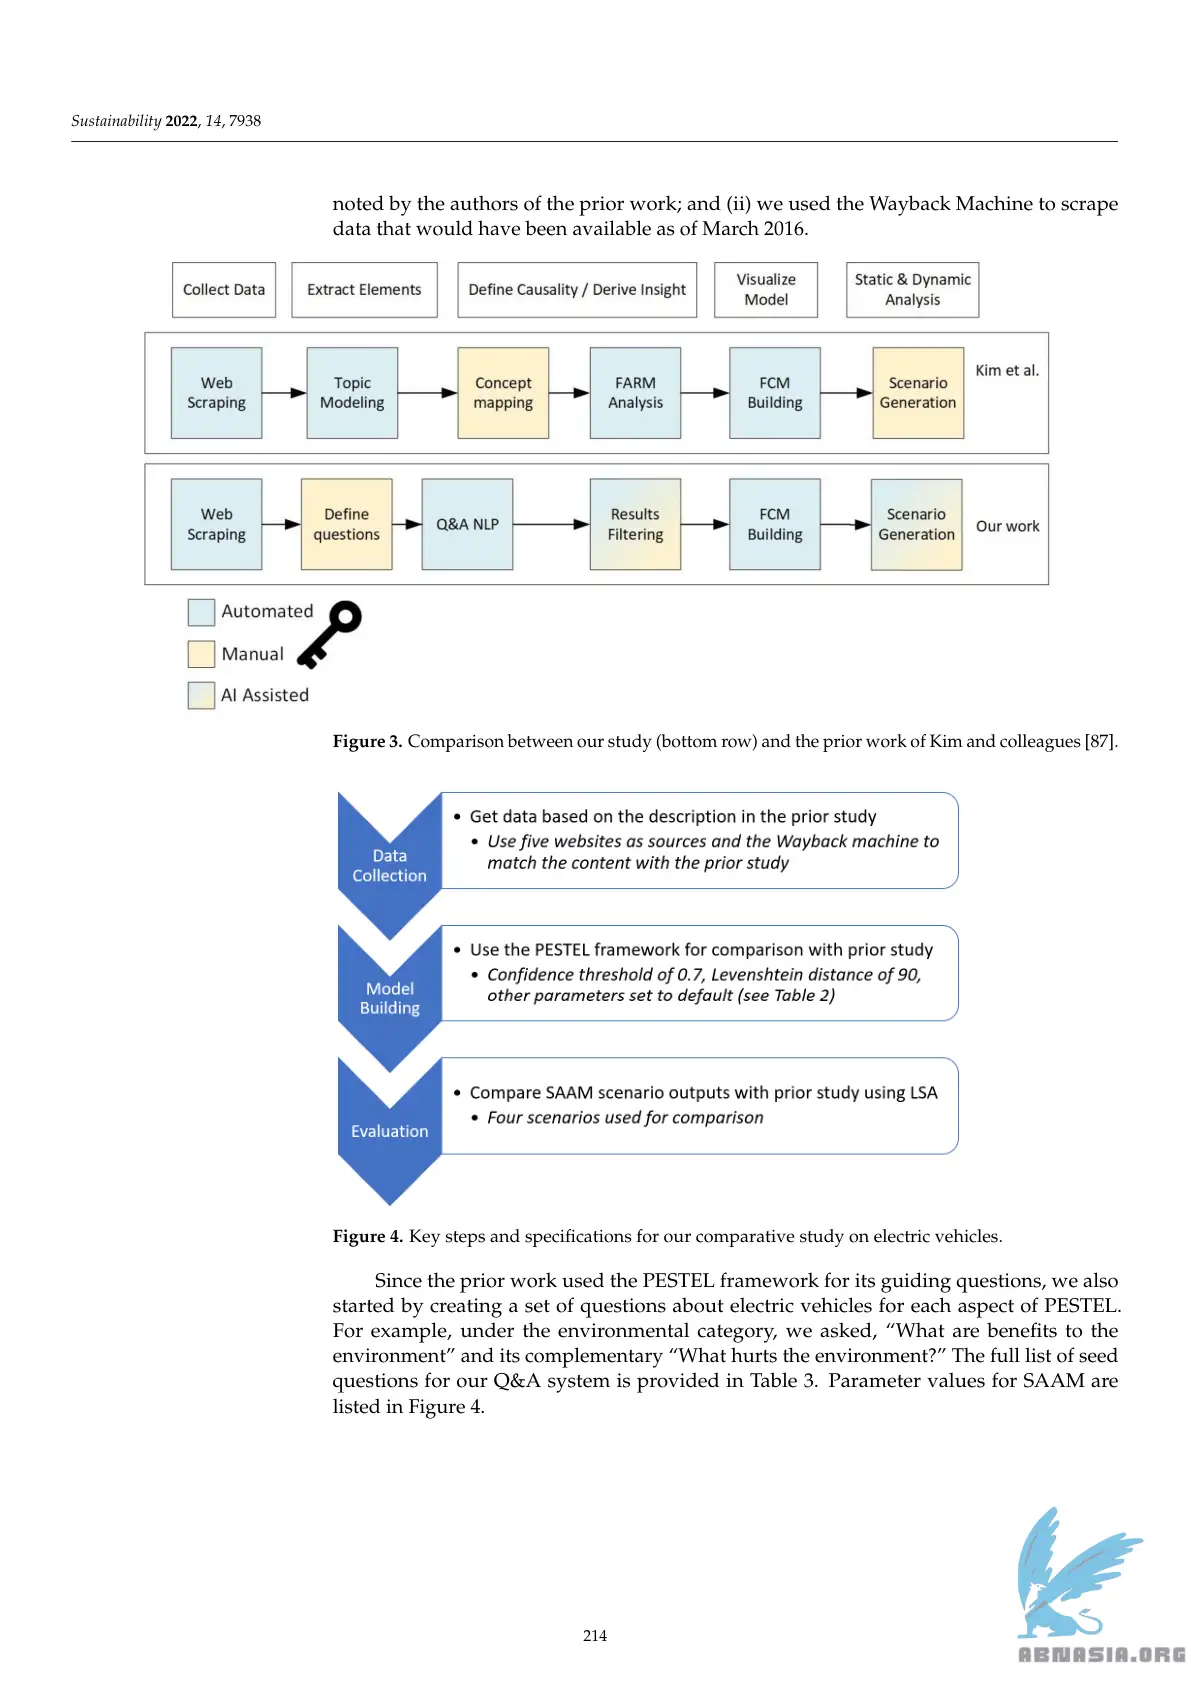 Sustainability 2022, 14, 7938
noted by the authors of the prior work; and (ii) we used the Wayback Machine to scrape
data that would have been available as of March 2016.
Collect Data
Extract Elements
Define Causality / Derive Insight
Visualize
Model
Static & Dynamic
Analysis
Web
Scraping
Topic
Modeling
Concept
mapping
FARM
Analysis
FCM
Building
Scenario
Generation
Kim et al.
Web
Scraping
Define
questions
Q&A NLP
Results
Filtering
FCM
Building
Scenario
Generation
Our work
Automated
Manual
AI Assisted
Figure 3. Comparison between our study (bottom row) and the prior work of Kim and colleagues [87].
Data
Collection
• Get data based on the description in the prior study
• Use five websites as sources and the Wayback machine to
match the content with the prior study
Model
Building
• Use the PESTEL framework for comparison with prior study
• Confidence threshold of 0.7, Levenshtein distance of 90,
other parameters set to default (see Table 2)
Evaluation
• Compare SAAM scenario outputs with prior study using LSA
• Four scenarios used for comparison
Figure 4. Key steps and specifications for our comparative study on electric vehicles.
Since the prior work used the PESTEL framework for its guiding questions, we also
started by creating a set of questions about electric vehicles for each aspect of PESTEL.
For example, under the environmental category, we asked, “What are benefits to the
environment” and its complementary “What hurts the environment?” The full list of seed
questions for our Q&A system is provided in Table 3. Parameter values for SAAM are
listed in Figure 4.
214
ABNASIA.ORG